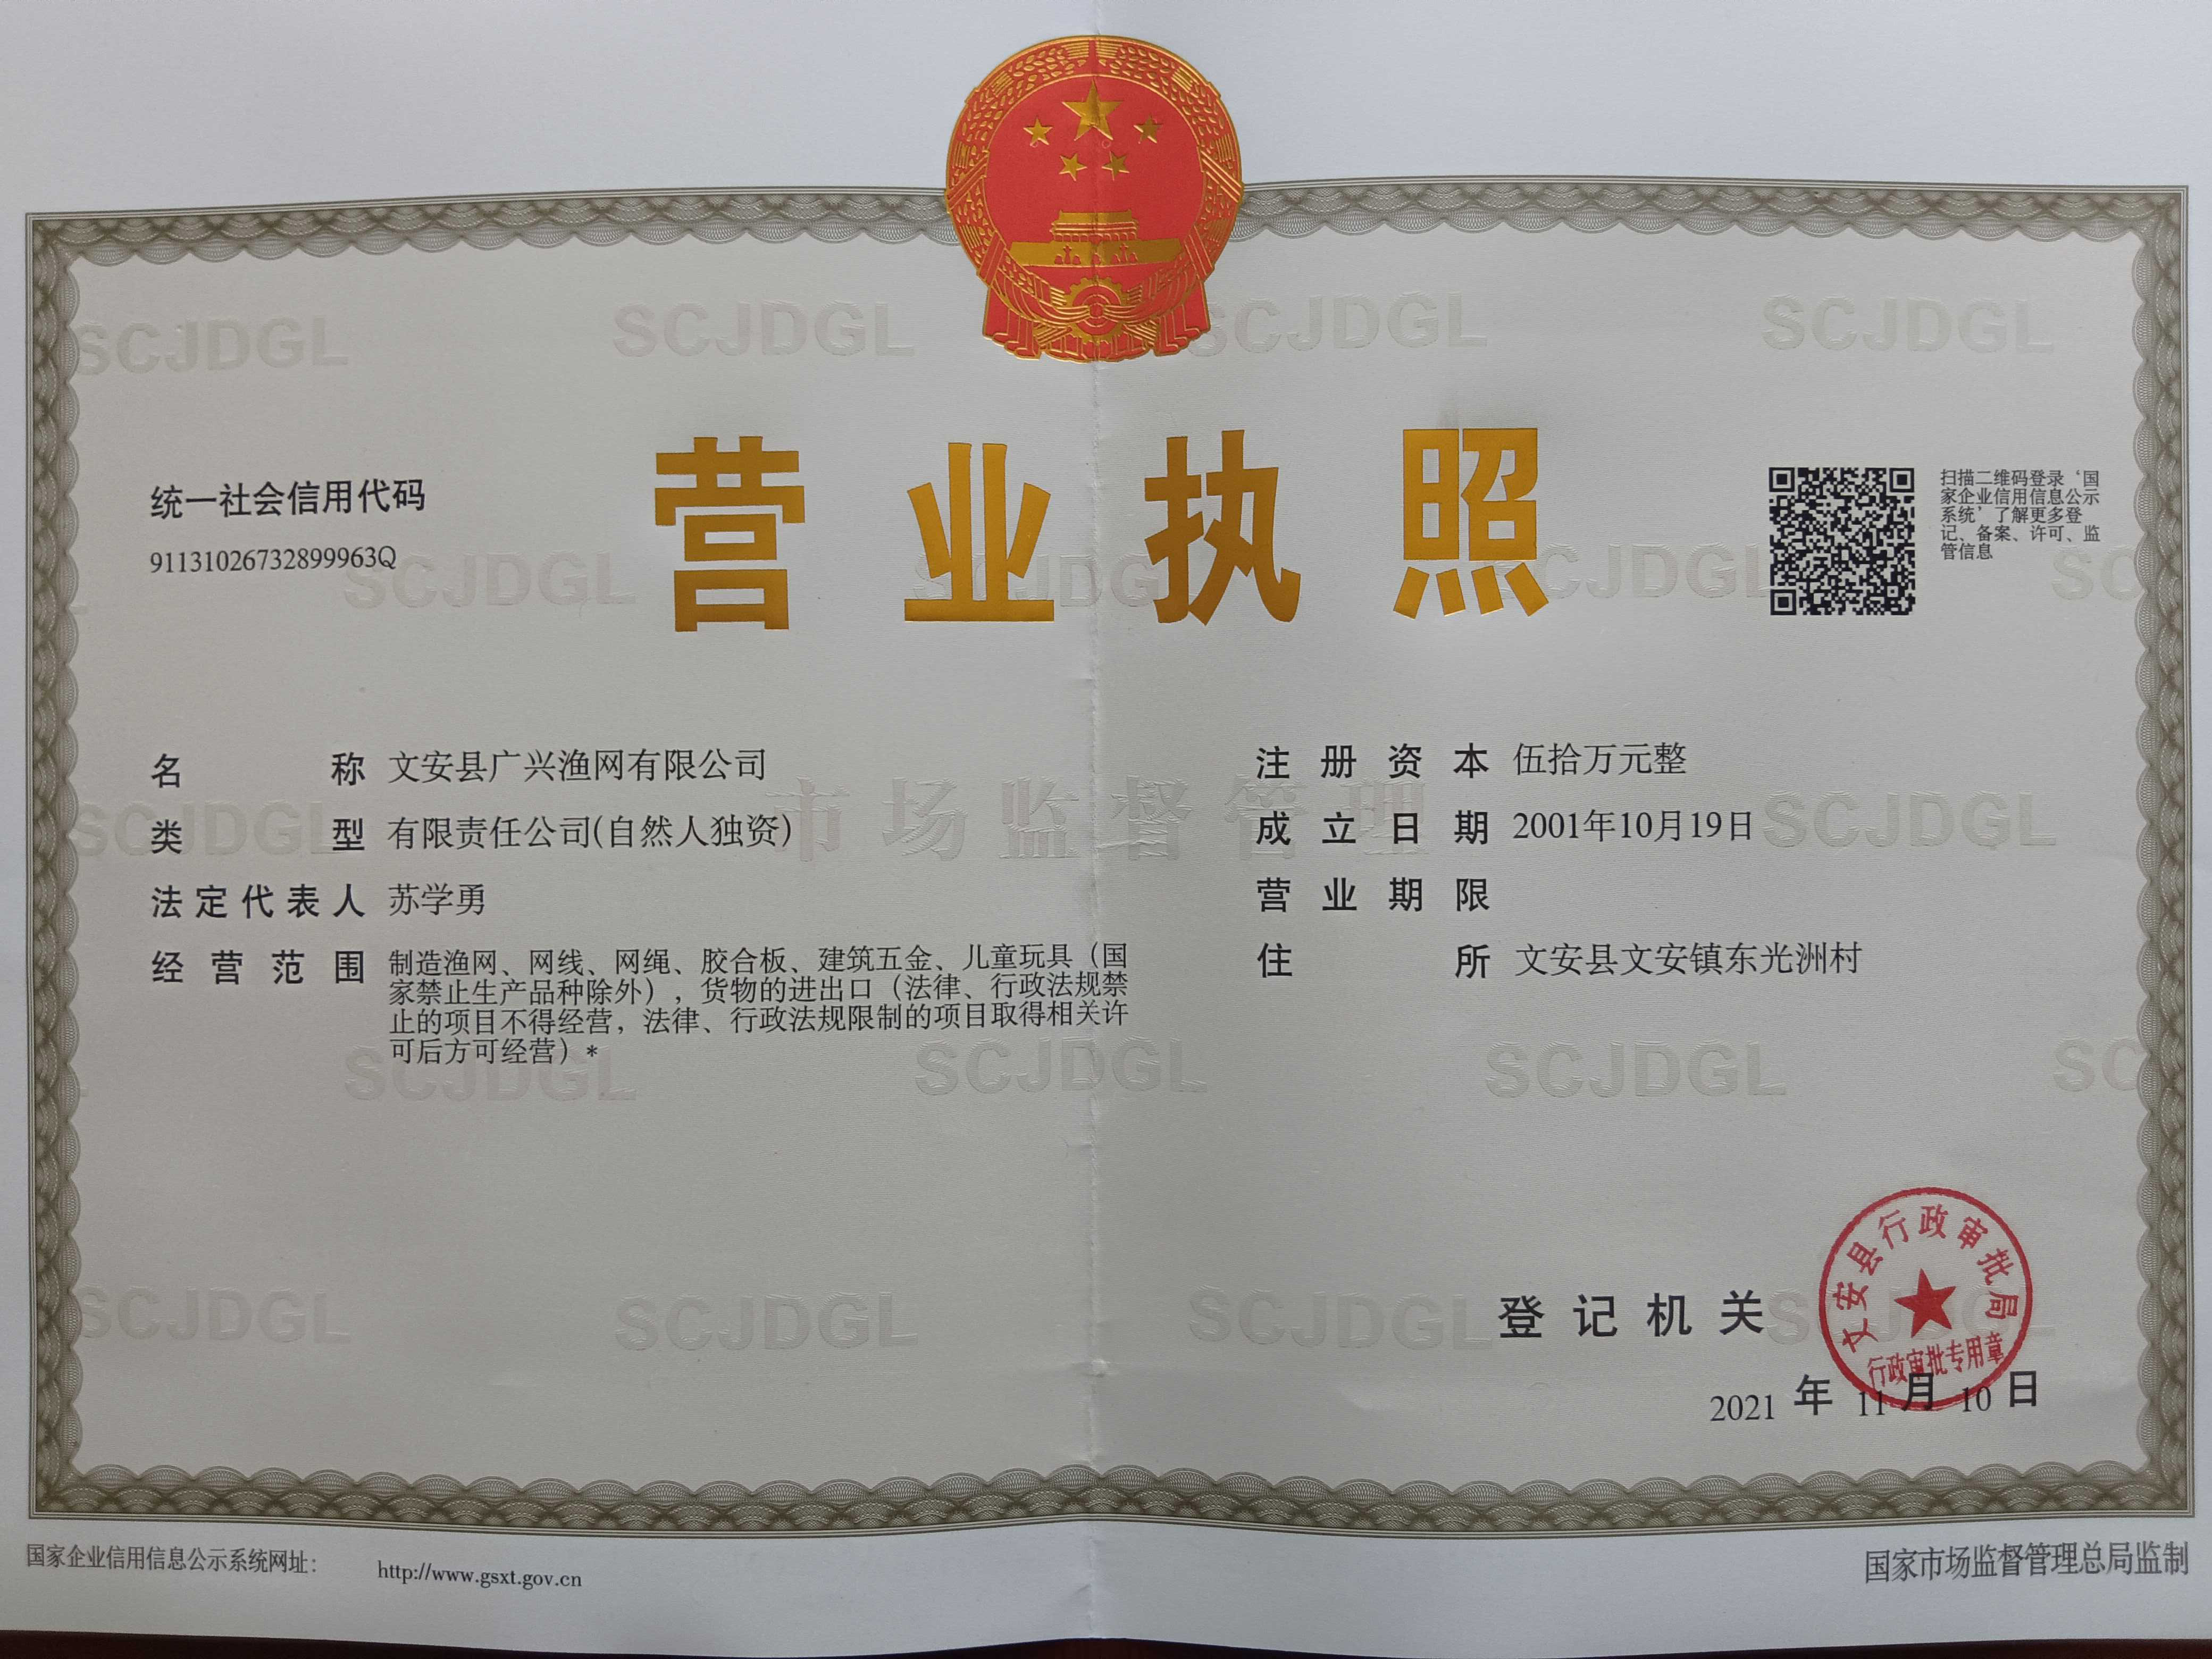 营业执照
统一社会信用代码
91131026732899963Q
扫描二维码登录‘国
家企业信用信息公示
系统’了解更多登
记、备案、许可、监
管信息
名称 文安县广兴渔网有限公司
类型 有限责任公司(自然人独资)
法定代表人 苏学勇
经营范围 制造渔网、网线、网绳、胶合板、建筑五金、儿童玩具（国
家禁止生产品种除外），货物的进出口（法律、行政法规禁
止的项目不得经营，法律、行政法规限制的项目取得相关许
可后方可经营）*
注册资本 伍拾万元整
成立日期 2001年10月19日
营业期限
住所 文安县文安镇东光洲村
SCJDGL
市场监督管理
登记机关
文安县行政审批局
行政审批专用章
2021 年 11 月 10 日
国家企业信用信息公示系统网址： http://www.gsxt.gov.cn
国家市场监督管理总局监制